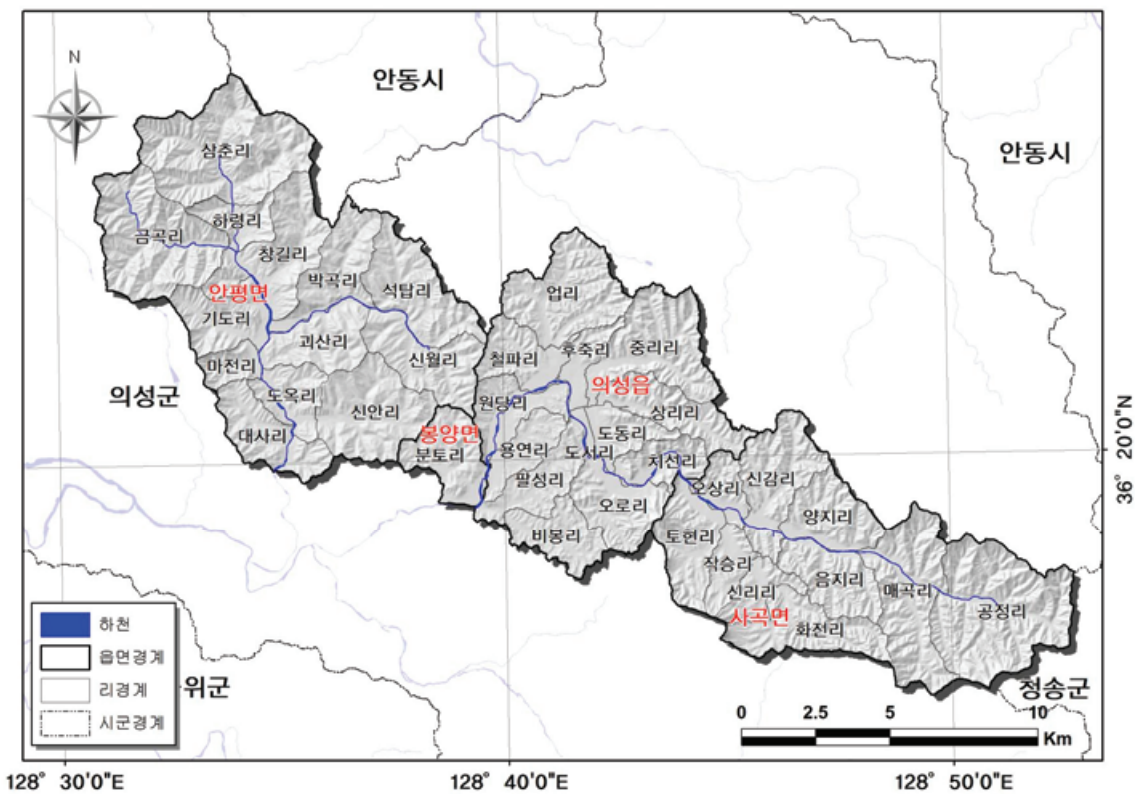 N
안동시
안동시
삼춘리
하령리
금곡리
창길리
박곡리
석탑리
안평면
기도리
업리
괴산리
신월리
철파리
후죽리
중리리
마전리
의성읍
의성군
도옥리
신안리
원당리
상리리
대사리
봉양면
분토리
용연리
도서리
도동리
치선리
팔성리
오상리
신감리
오로리
양지리
비봉리
토현리
작승리
음지리
신리리
매곡리
사곡면
화전리
공정리
하천
읍면경계
리경계
시군경계
위군
청송군
0 2.5 5 10
Km
36° 20'0"N
128° 30'0"E 128° 40'0"E 128° 50'0"E